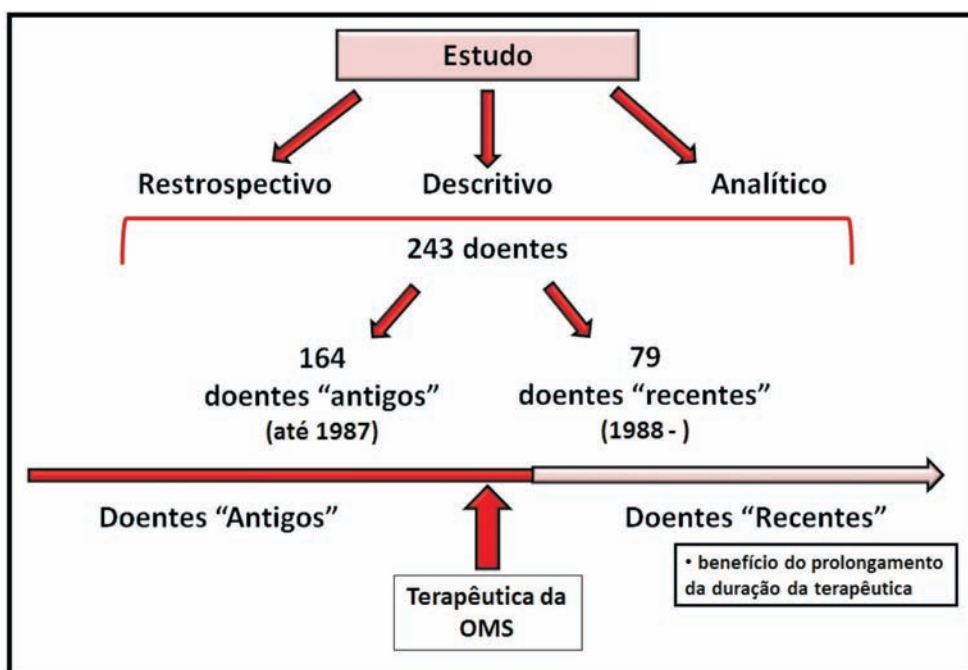 Estudo
Restrospectivo
Descritivo
Analítico
243 doentes
164
doentes “antigos”
(até 1987)
79
doentes “recentes”
(1988 - )
Doentes “Antigos”
Doentes “Recentes”
• benefício do prolongamento
da duração da terapêutica
Terapêutica da
OMS